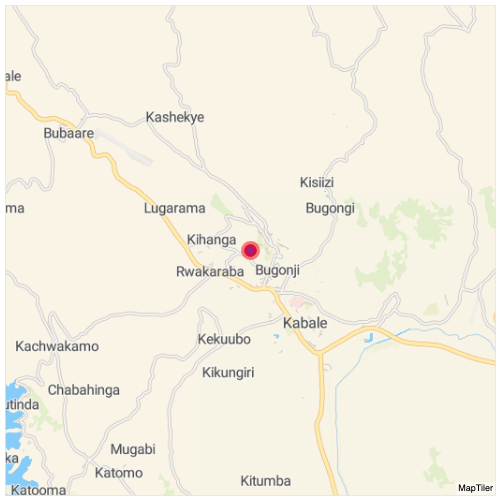 ale
Kashekye
Bubaare
Kisiizi
ma
Lugarama
Bugongi
Kihanga
Rwakaraba
Bugonji
Kabale
Kekuubo
Kachwakamo
Kikungiri
Chabahinga
utinda
Mugabi
ka
Katomo
Kitumba
Katooma
MapTiler